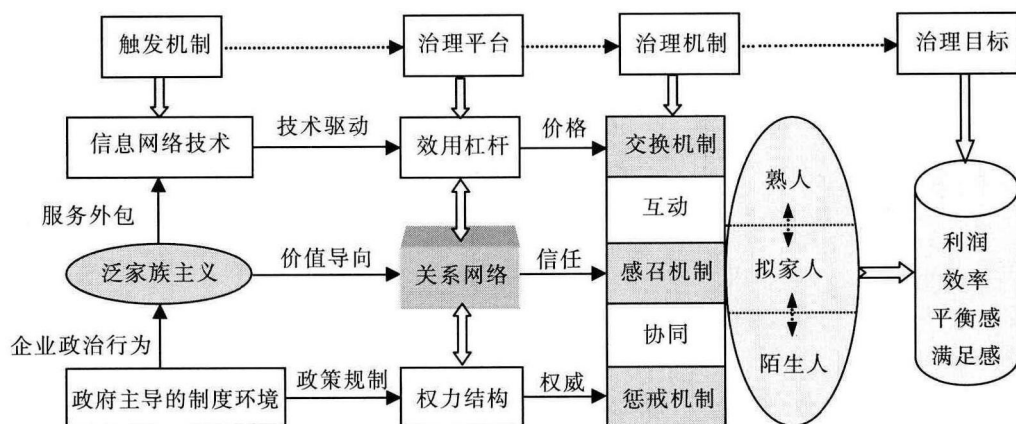 触发机制
治理平台
治理机制
治理目标
信息网络技术
技术驱动
效用杠杆
价格
交换机制
熟人
服务外包
互动
利润
泛家族主义
价值导向
关系网络
信任
感召机制
拟家人
效率
平衡感
企业政治行为
协同
陌生人
满足感
政府主导的制度环境
政策规制
权力结构
权威
惩戒机制